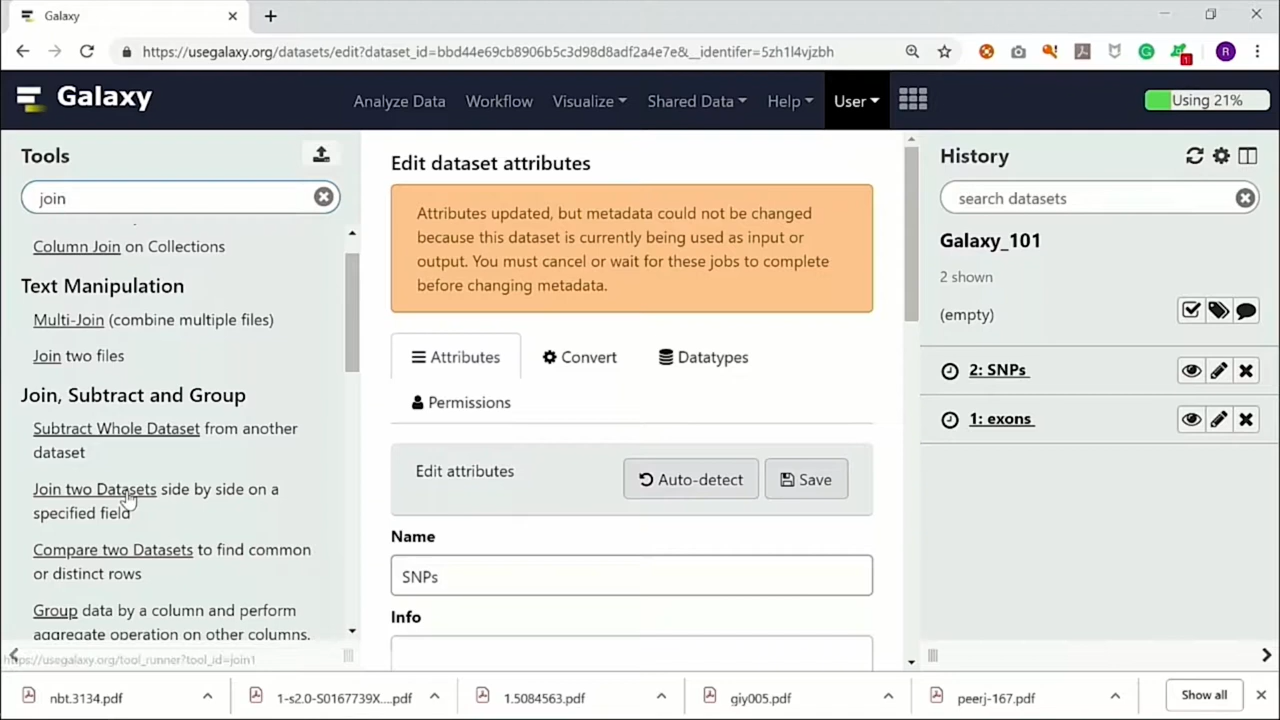 Galaxy
https://usegalaxy.org/datasets/edit?dataset_id=bbd44e69cb8906b5c3d98d8adf2a4e7e&__identifer=5zh1l4vjzbh
1
R
Galaxy
Analyze Data
Workflow
Visualize
Shared Data
Help
User
Using 21%
Tools
join
Column Join on Collections
Text Manipulation
Multi-Join (combine multiple files)
Join two files
Join, Subtract and Group
Subtract Whole Dataset from another
dataset
Join two Datasets side by side on a
specified field
Compare two Datasets to find common
or distinct rows
Group data by a column and perform
aggregate operation on other columns.
https://usegalaxy.org/tool_runner?tool_id=join1
Edit dataset attributes
Attributes updated, but metadata could not be changed
because this dataset is currently being used as input or
output. You must cancel or wait for these jobs to complete
before changing metadata.
Attributes
Convert
Datatypes
Permissions
Edit attributes
Auto-detect
Save
Name
SNPs
Info
History
search datasets
Galaxy_101
2 shown
(empty)
2: SNPs
1: exons
nbt.3134.pdf
1-s2.0-S0167739X....pdf
1.5084563.pdf
giy005.pdf
peerj-167.pdf
Show all